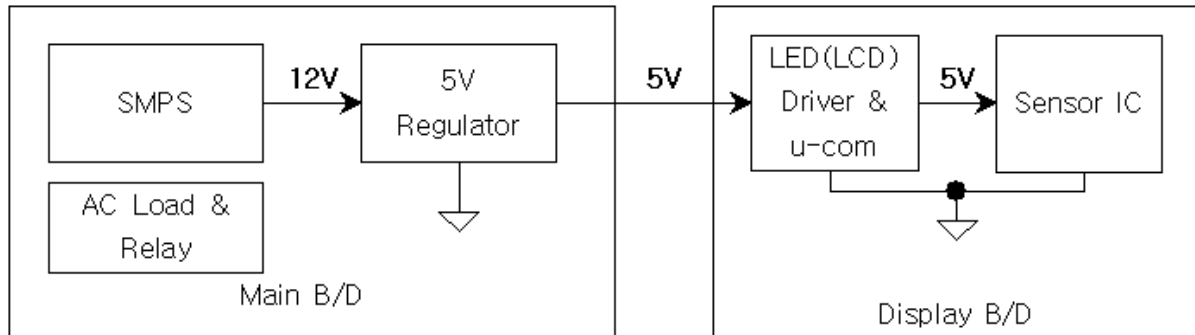 SMPS
12V
5V
Regulator
5V
LED(LCD)
Driver &
u-com
5V
Sensor IC
AC Load &
Relay
Main B/D
Display B/D